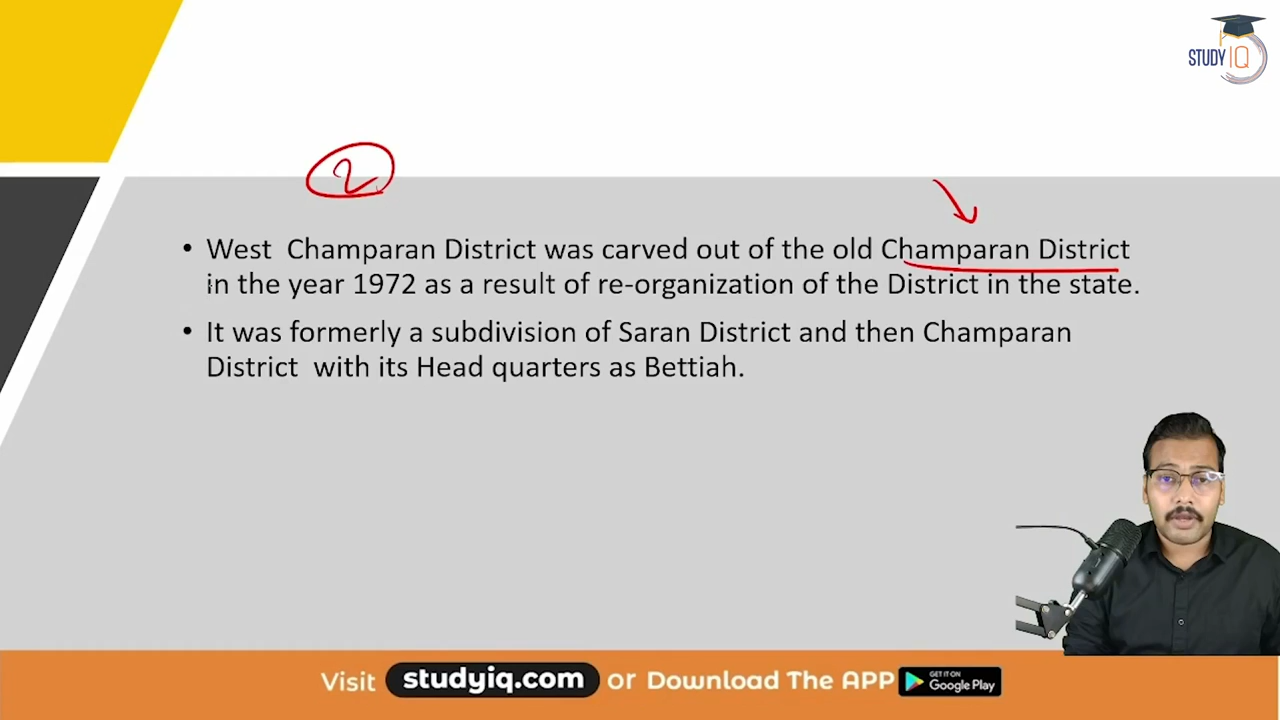 STUDY IQ
2
• West Champaran District was carved out of the old Champaran District
in the year 1972 as a result of re-organization of the District in the state.
• It was formerly a subdivision of Saran District and then Champaran
District with its Head quarters as Bettiah.
Visit studyiq.com or Download The APP GET IT ON Google Play